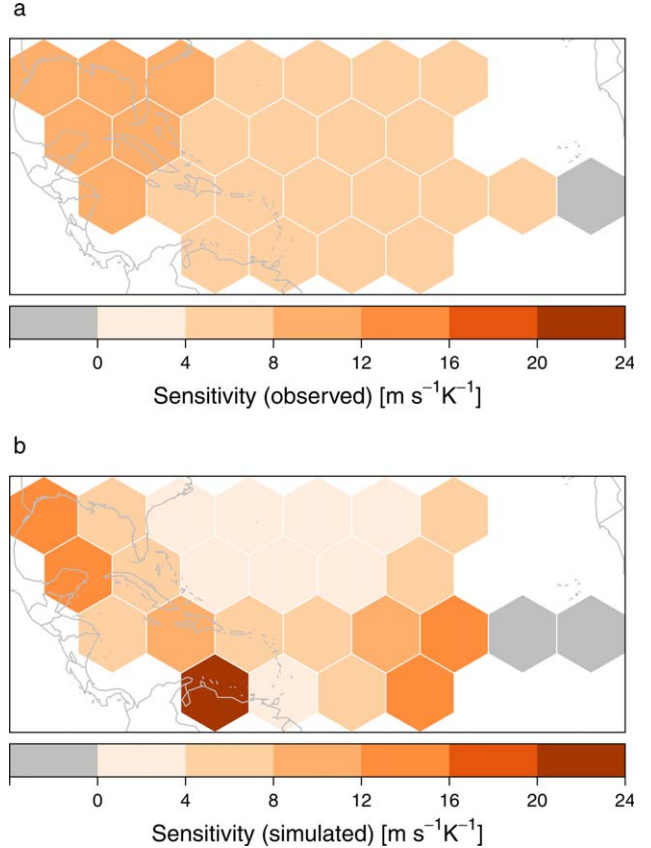 a
0 4 8 12 16 20 24
Sensitivity (observed) [m s⁻¹K⁻¹]
b
0 4 8 12 16 20 24
Sensitivity (simulated) [m s⁻¹K⁻¹]